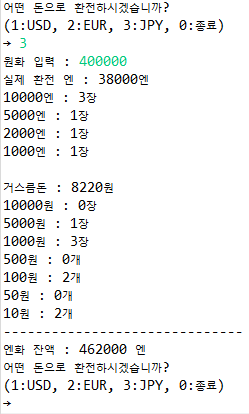 어떤 돈으로 환전하시겠습니까?
(1:USD, 2:EUR, 3:JPY, 0:종료)
→ 3
원화 입력 : 400000
실제 환전 엔 : 38000엔
10000엔 : 3장
5000엔 : 1장
2000엔 : 1장
1000엔 : 1장
거스름돈 : 8220원
10000원 : 0장
5000원 : 1장
1000원 : 3장
500원 : 0개
100원 : 2개
50원 : 0개
10원 : 2개
--------------------------------
엔화 잔액 : 462000 엔
어떤 돈으로 환전하시겠습니까?
(1:USD, 2:EUR, 3:JPY, 0:종료)
→